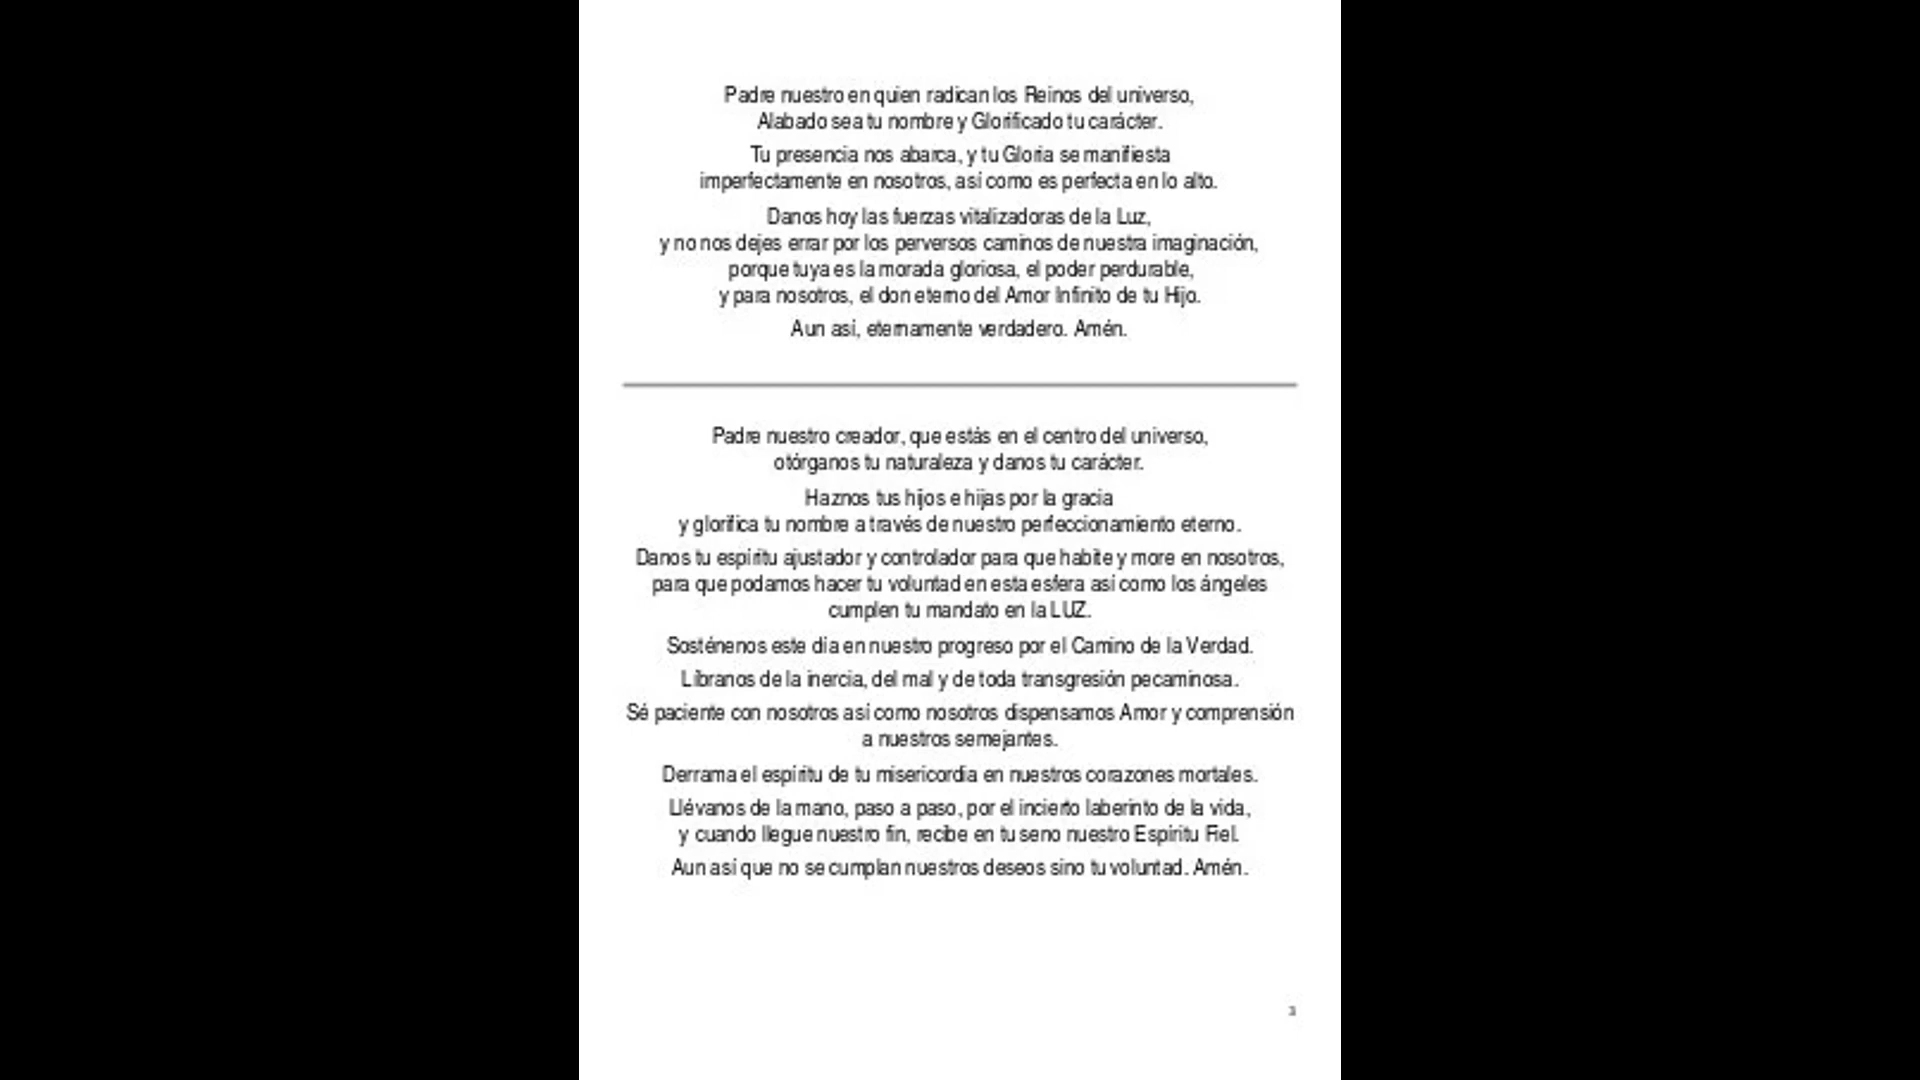 Padre nuestro en quien radican los Reinos del universo,
Alabado sea tu nombre y Glorificado tu carácter.
Tu presencia nos abarca, y tu Gloria se manifiesta
imperfectamente en nosotros, así como es perfecta en lo alto.
Danos hoy las fuerzas vitalizadoras de la Luz,
y no nos dejes errar por los perversos caminos de nuestra imaginación,
porque tuya es la morada gloriosa, el poder perdurable,
y para nosotros, el don eterno del Amor Infinito de tu Hijo.
Aun así, eternamente verdadero. Amén.
Padre nuestro creador, que estás en el centro del universo,
otórganos tu naturaleza y danos tu carácter.
Haznos tus hijos e hijas por la gracia
y glorifica tu nombre a través de nuestro perfeccionamiento eterno.
Danos tu espíritu ajustador y controlador para que habite y more en nosotros,
para que podamos hacer tu voluntad en esta esfera así como los ángeles
cumplen tu mandato en la LUZ.
Sosténenos este día en nuestro progreso por el Camino de la Verdad.
Líbranos de la inercia, del mal y de toda transgresión pecaminosa.
Sé paciente con nosotros así como nosotros dispensamos Amor y comprensión
a nuestros semejantes.
Derrama el espíritu de tu misericordia en nuestros corazones mortales.
Llévanos de la mano, paso a paso, por el incierto laberinto de la vida,
y cuando llegue nuestro fin, recibe en tu seno nuestro Espíritu Fiel.
Aun así que no se cumplan nuestros deseos sino tu voluntad. Amén.
3